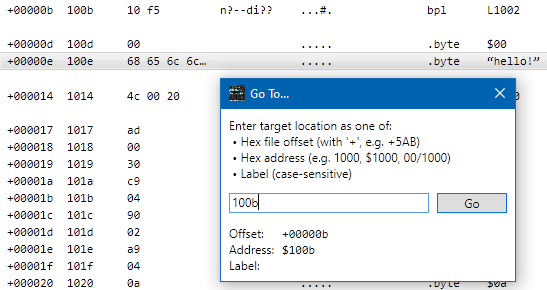 +00000b 100b 10 f5 n?--di?? ...#. bpl L1002
+00000d 100d 00 ..... .byte $00
+00000e 100e 68 65 6c 6c… ..... .byte “hello!”
+000014 1014 4c 00 20
+000017 1017 ad
+000018 1018 00
+000019 1019 30
+00001a 101a c9
+00001b 101b 04
+00001c 101c 90
+00001d 101d 02
+00001e 101e a9
+00001f 101f 04
+000020 1020 0a ..... .byte $0a
Go To...
Enter target location as one of:
• Hex file offset (with '+', e.g. +5AB)
• Hex address (e.g. 1000, $1000, 00/1000)
• Label (case-sensitive)
100b
Go
Offset: +00000b
Address: $100b
Label: